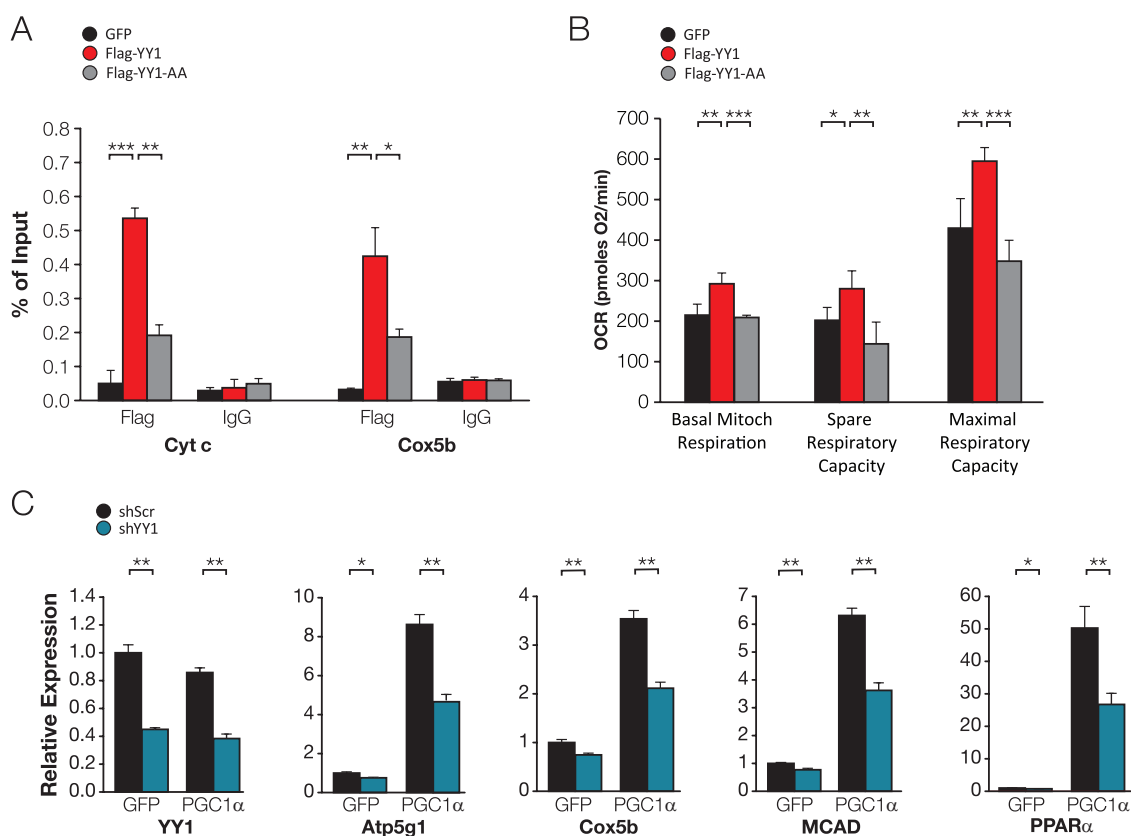 A
GFP
Flag-YY1
Flag-YY1-AA
% of Input
0.8
0.7
0.6
0.5
0.4
0.3
0.2
0.1
0.0
*** **
** *
Flag IgG Flag IgG
Cyt c Cox5b
B
GFP
Flag-YY1
Flag-YY1-AA
OCR (pmoles O2/min)
700
600
500
400
300
200
100
0
** ***
* **
** ***
Basal Mitoch
Respiration
Spare
Respiratory
Capacity
Maximal
Respiratory
Capacity
C
shScr
shYY1
Relative Expression
** **
1.4
1.2
1.0
0.8
0.6
0.4
0.2
0
GFP PGC1α
YY1
* **
10
8
6
4
2
0
GFP PGC1α
Atp5g1
** **
4
3
2
1
0
GFP PGC1α
Cox5b
** **
7
6
5
4
3
2
1
0
GFP PGC1α
MCAD
* **
60
50
40
30
20
10
0
GFP PGC1α
PPARα